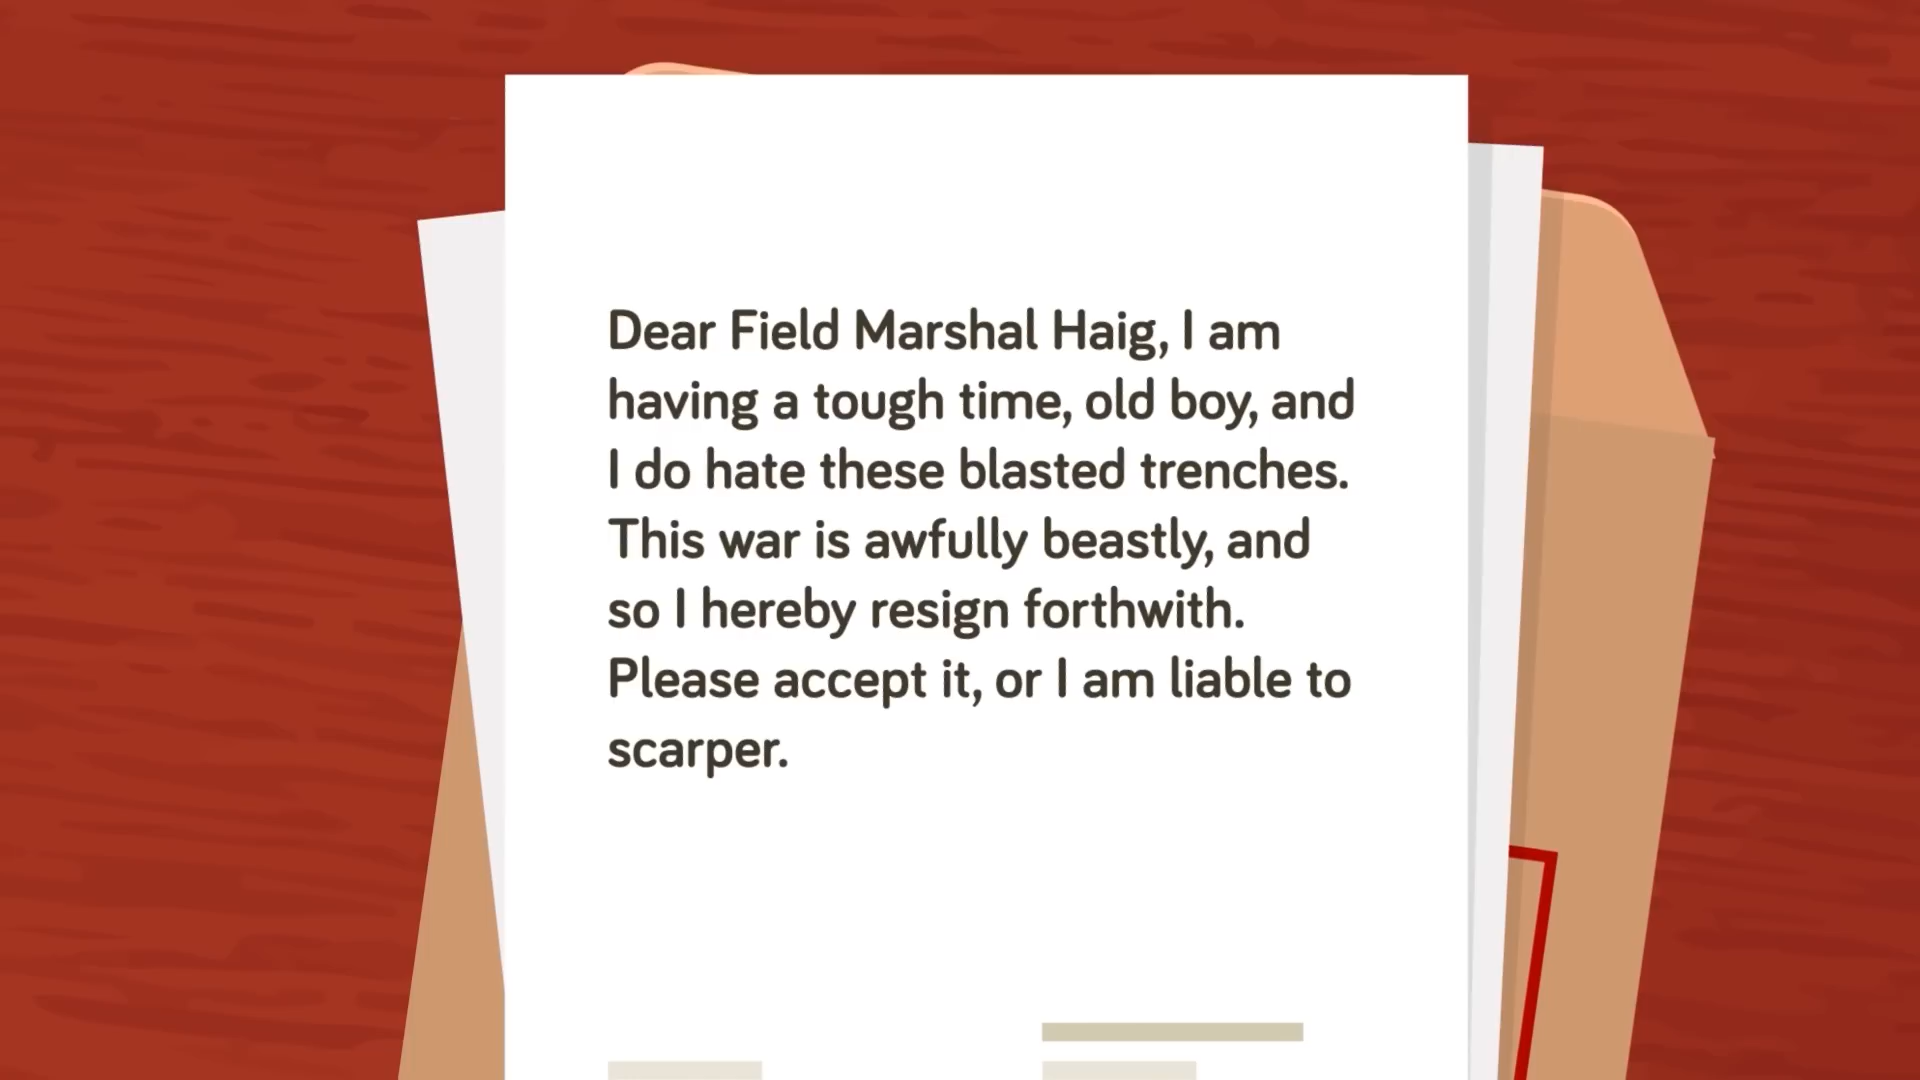 Dear Field Marshal Haig, I am
having a tough time, old boy, and
I do hate these blasted trenches.
This war is awfully beastly, and
so I hereby resign forthwith.
Please accept it, or I am liable to
scarper.